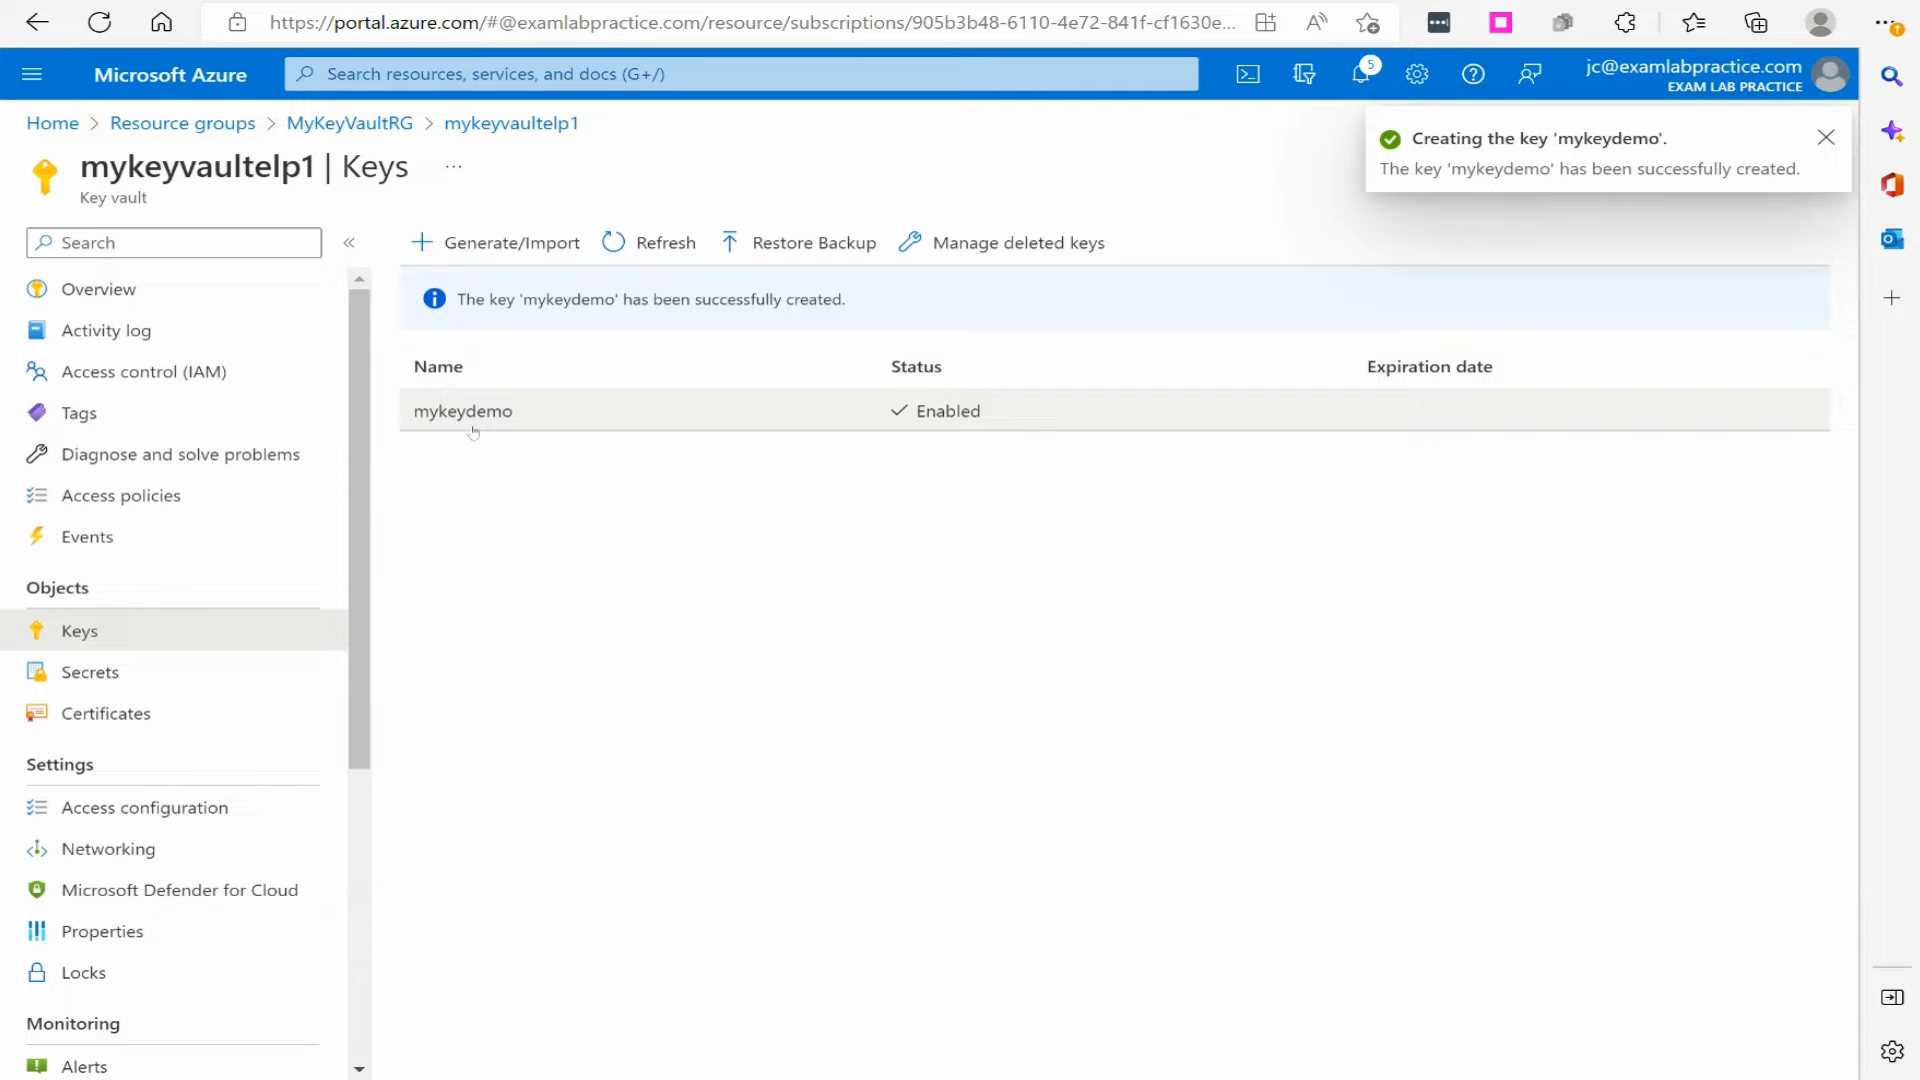 https://portal.azure.com/#@examlabpractice.com/resource/subscriptions/905b3b48-6110-4e72-841f-cf1630e...
Microsoft Azure
Search resources, services, and docs (G+/)
5
jc@examlabpractice.com
EXAM LAB PRACTICE
Home > Resource groups > MyKeyVaultRG > mykeyvaultelp1
Creating the key 'mykeydemo'.
The key 'mykeydemo' has been successfully created.
mykeyvaultelp1 | Keys ...
Key vault
Search
Generate/Import
Refresh
Restore Backup
Manage deleted keys
The key 'mykeydemo' has been successfully created.
Name
Status
Expiration date
mykeydemo
Enabled
Overview
Activity log
Access control (IAM)
Tags
Diagnose and solve problems
Access policies
Events
Objects
Keys
Secrets
Certificates
Settings
Access configuration
Networking
Microsoft Defender for Cloud
Properties
Locks
Monitoring
Alerts